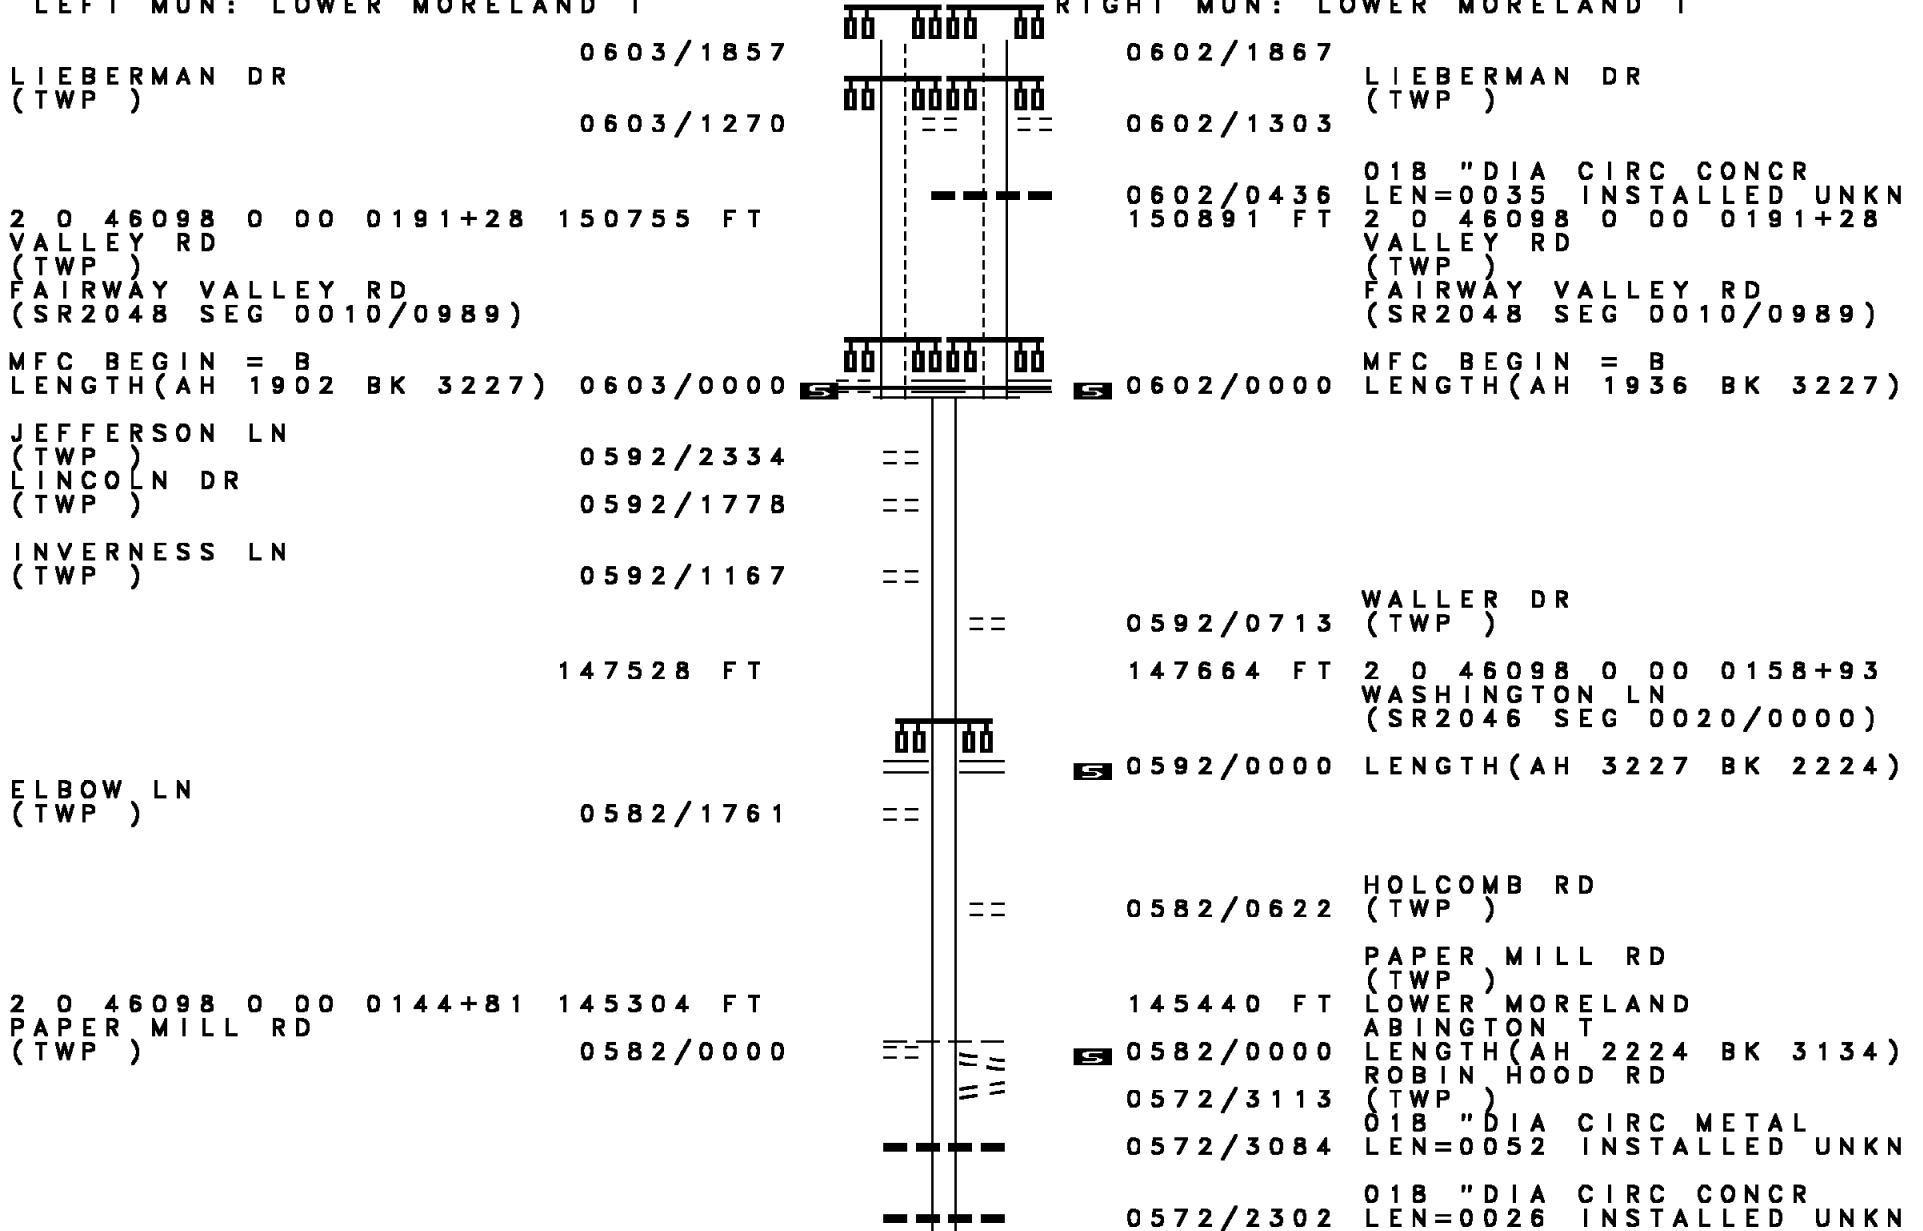 LEFT MUN: LOWER MORELAND T
RIGHT MUN: LOWER MORELAND T
0603/1857
0602/1867
LIEBERMAN DR
(TWP )
LIEBERMAN DR
(TWP )
0603/1270
0602/1303
018 "DIA CIRC CONCR
0602/0436 LEN=0035 INSTALLED UNKN
2 0 46098 0 00 0191+28 150755 FT
150891 FT 2 0 46098 0 00 0191+28
VALLEY RD
(TWP )
FAIRWAY VALLEY RD
(SR2048 SEG 0010/0989)
VALLEY RD
(TWP )
FAIRWAY VALLEY RD
(SR2048 SEG 0010/0989)
MFC BEGIN = B
LENGTH(AH 1902 BK 3227) 0603/0000 S
MFC BEGIN = B
S 0602/0000 LENGTH(AH 1936 BK 3227)
JEFFERSON LN
(TWP ) 0592/2334
LINCOLN DR
(TWP ) 0592/1778
INVERNESS LN
(TWP ) 0592/1167
WALLER DR
0592/0713 (TWP )
147528 FT
147664 FT 2 0 46098 0 00 0158+93
WASHINGTON LN
(SR2046 SEG 0020/0000)
S 0592/0000 LENGTH(AH 3227 BK 2224)
ELBOW LN
(TWP ) 0582/1761
HOLCOMB RD
0582/0622 (TWP )
PAPER MILL RD
(TWP )
2 0 46098 0 00 0144+81 145304 FT
145440 FT LOWER MORELAND
PAPER MILL RD
ABINGTON T
(TWP ) 0582/0000
S 0582/0000 LENGTH(AH 2224 BK 3134)
ROBIN HOOD RD
0572/3113 (TWP )
018 "DIA CIRC METAL
0572/3084 LEN=0052 INSTALLED UNKN
018 "DIA CIRC CONCR
0572/2302 LEN=0026 INSTALLED UNKN